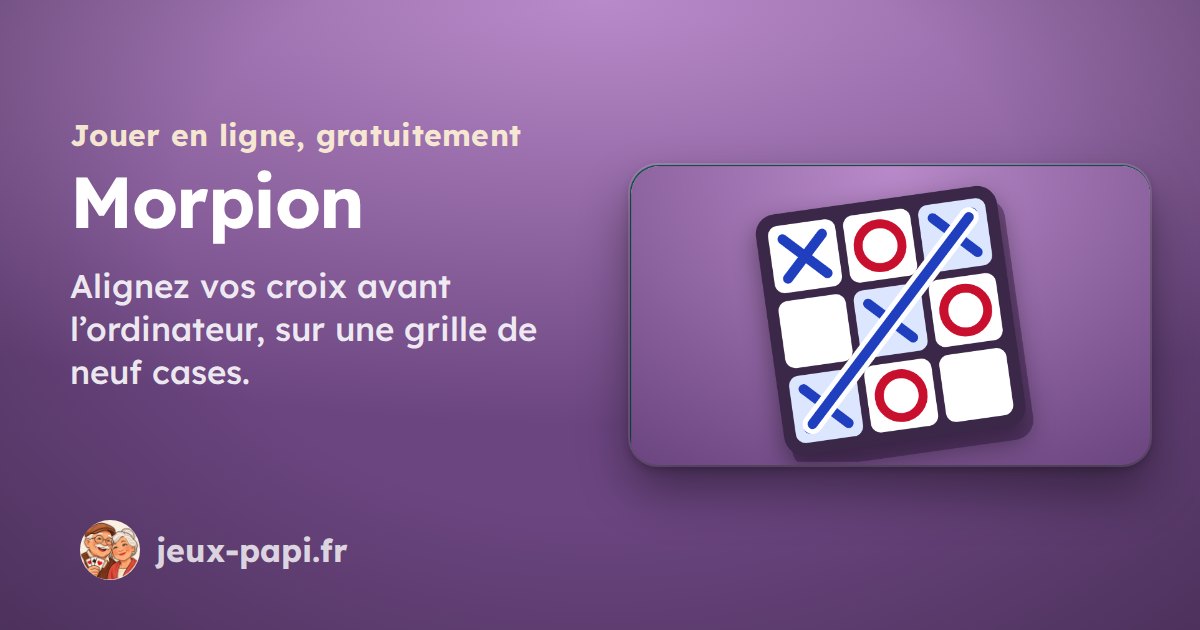 Jouer en ligne, gratuitement
Morpion
Alignez vos croix avant
l’ordinateur, sur une grille de
neuf cases.
jeux-papi.fr